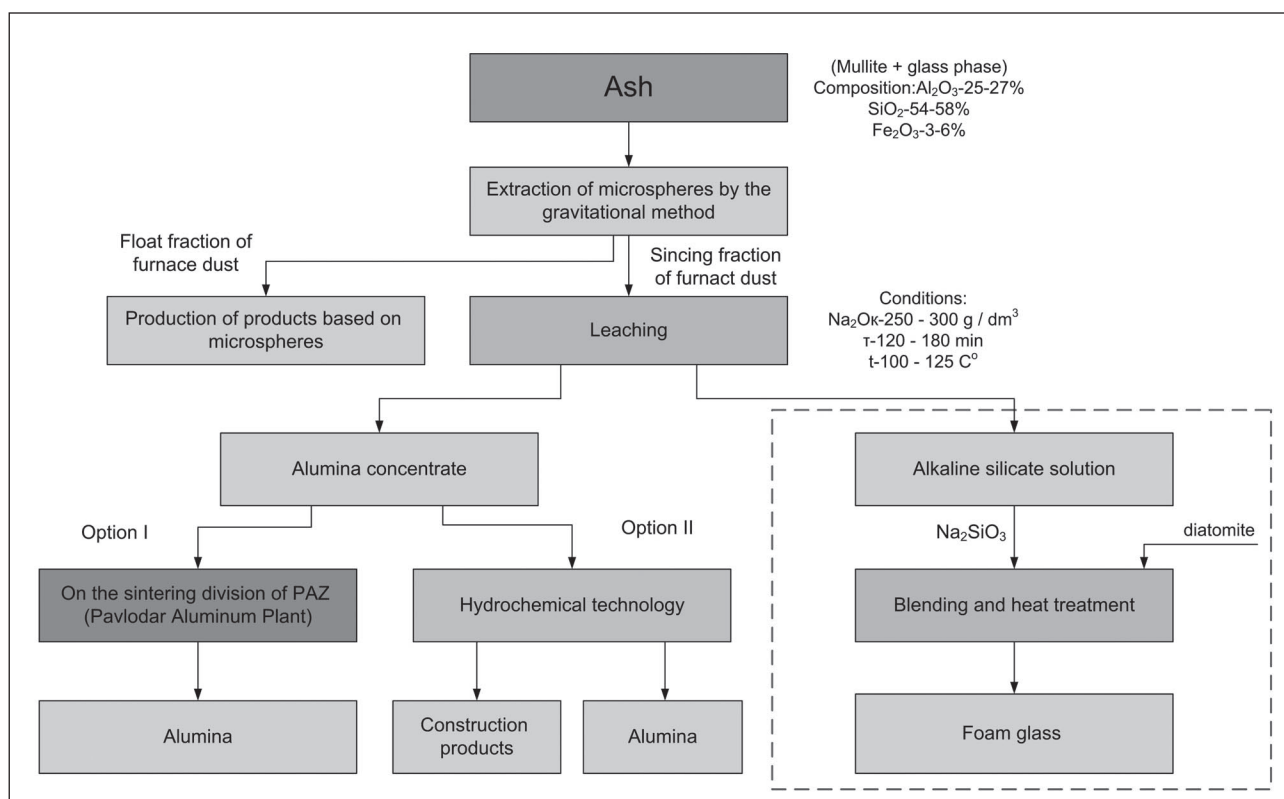 Ash
(Mullite + glass phase)
Composition:Al₂O₃-25-27%
SiO₂-54-58%
Fe₂O₃-3-6%
Extraction of microspheres by the
gravitational method
Float fraction of
furnace dust
Sincing fraction
of furnact dust
Production of products based on
microspheres
Leaching
Conditions:
Na₂Oк-250 - 300 g / dm³
τ-120 - 180 min
t-100 - 125 C°
Alumina concentrate
Alkaline silicate solution
Option I
Option II
Na₂SiO₃
diatomite
On the sintering division of PAZ
(Pavlodar Aluminum Plant)
Hydrochemical technology
Blending and heat treatment
Alumina
Construction
products
Alumina
Foam glass